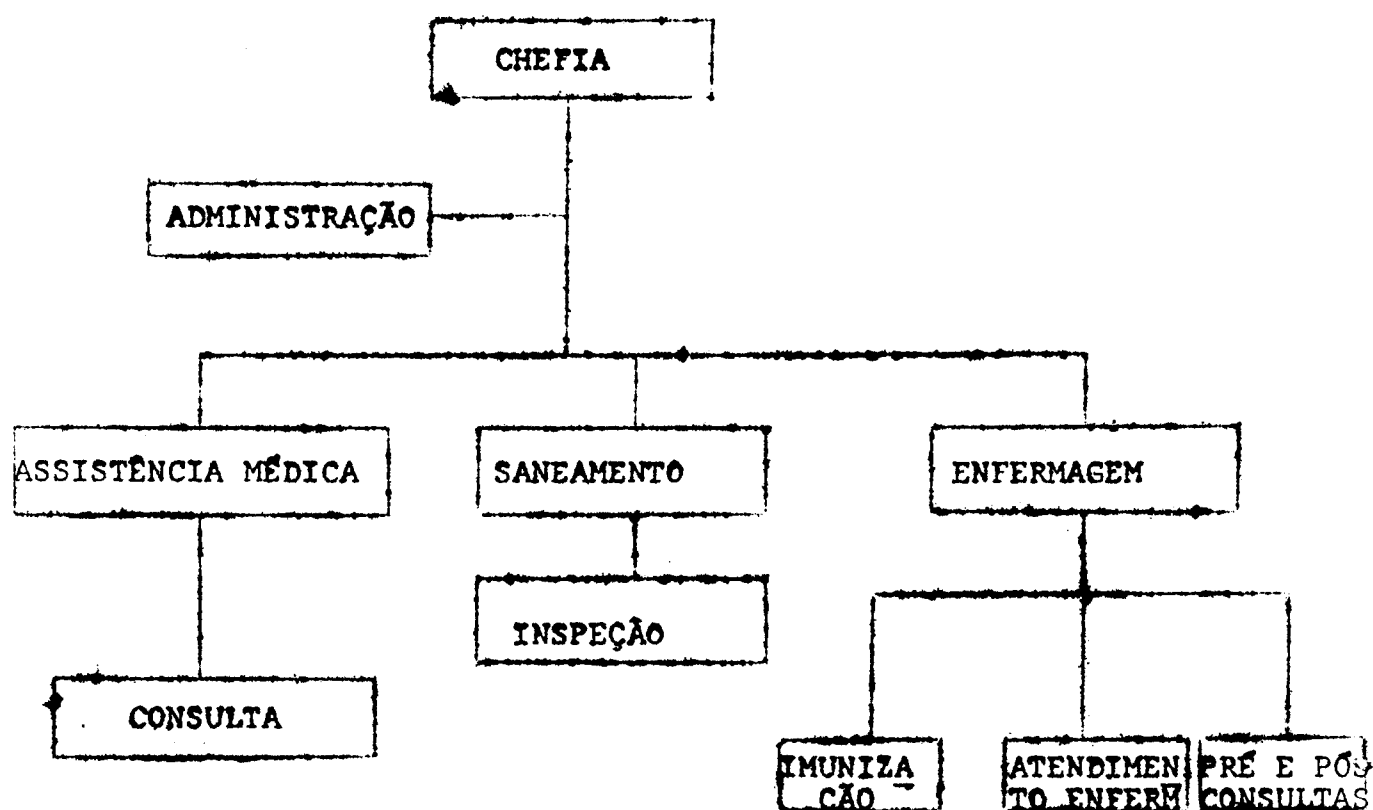 CHEFIA
ADMINISTRAÇÃO
ASSISTÊNCIA MÉDICA
SANEAMENTO
ENFERMAGEM
INSPEÇÃO
CONSULTA
IMUNIZA
ÇÃO
ATENDIMEN
TO ENFERM
PRÉ E PÓS
CONSULTAS